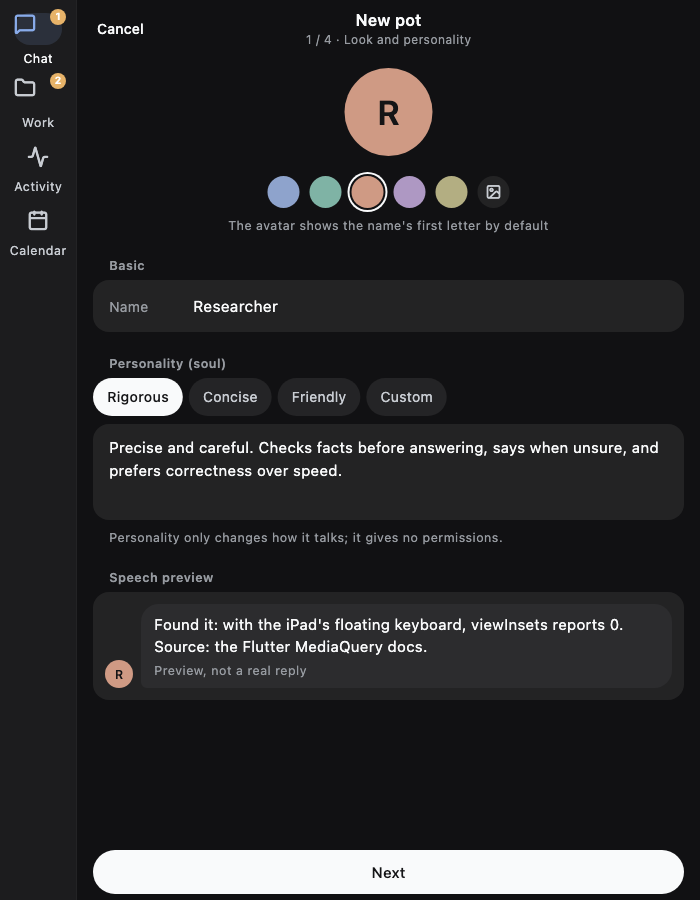 1
Chat
2
Work
Activity
Calendar
Cancel
New pot
1 / 4 · Look and personality
R
The avatar shows the name's first letter by default
Basic
Name Researcher
Personality (soul)
Rigorous Concise Friendly Custom
Precise and careful. Checks facts before answering, says when unsure, and
prefers correctness over speed.
Personality only changes how it talks; it gives no permissions.
Speech preview
Found it: with the iPad's floating keyboard, viewInsets reports 0.
Source: the Flutter MediaQuery docs.
Preview, not a real reply
R
Next